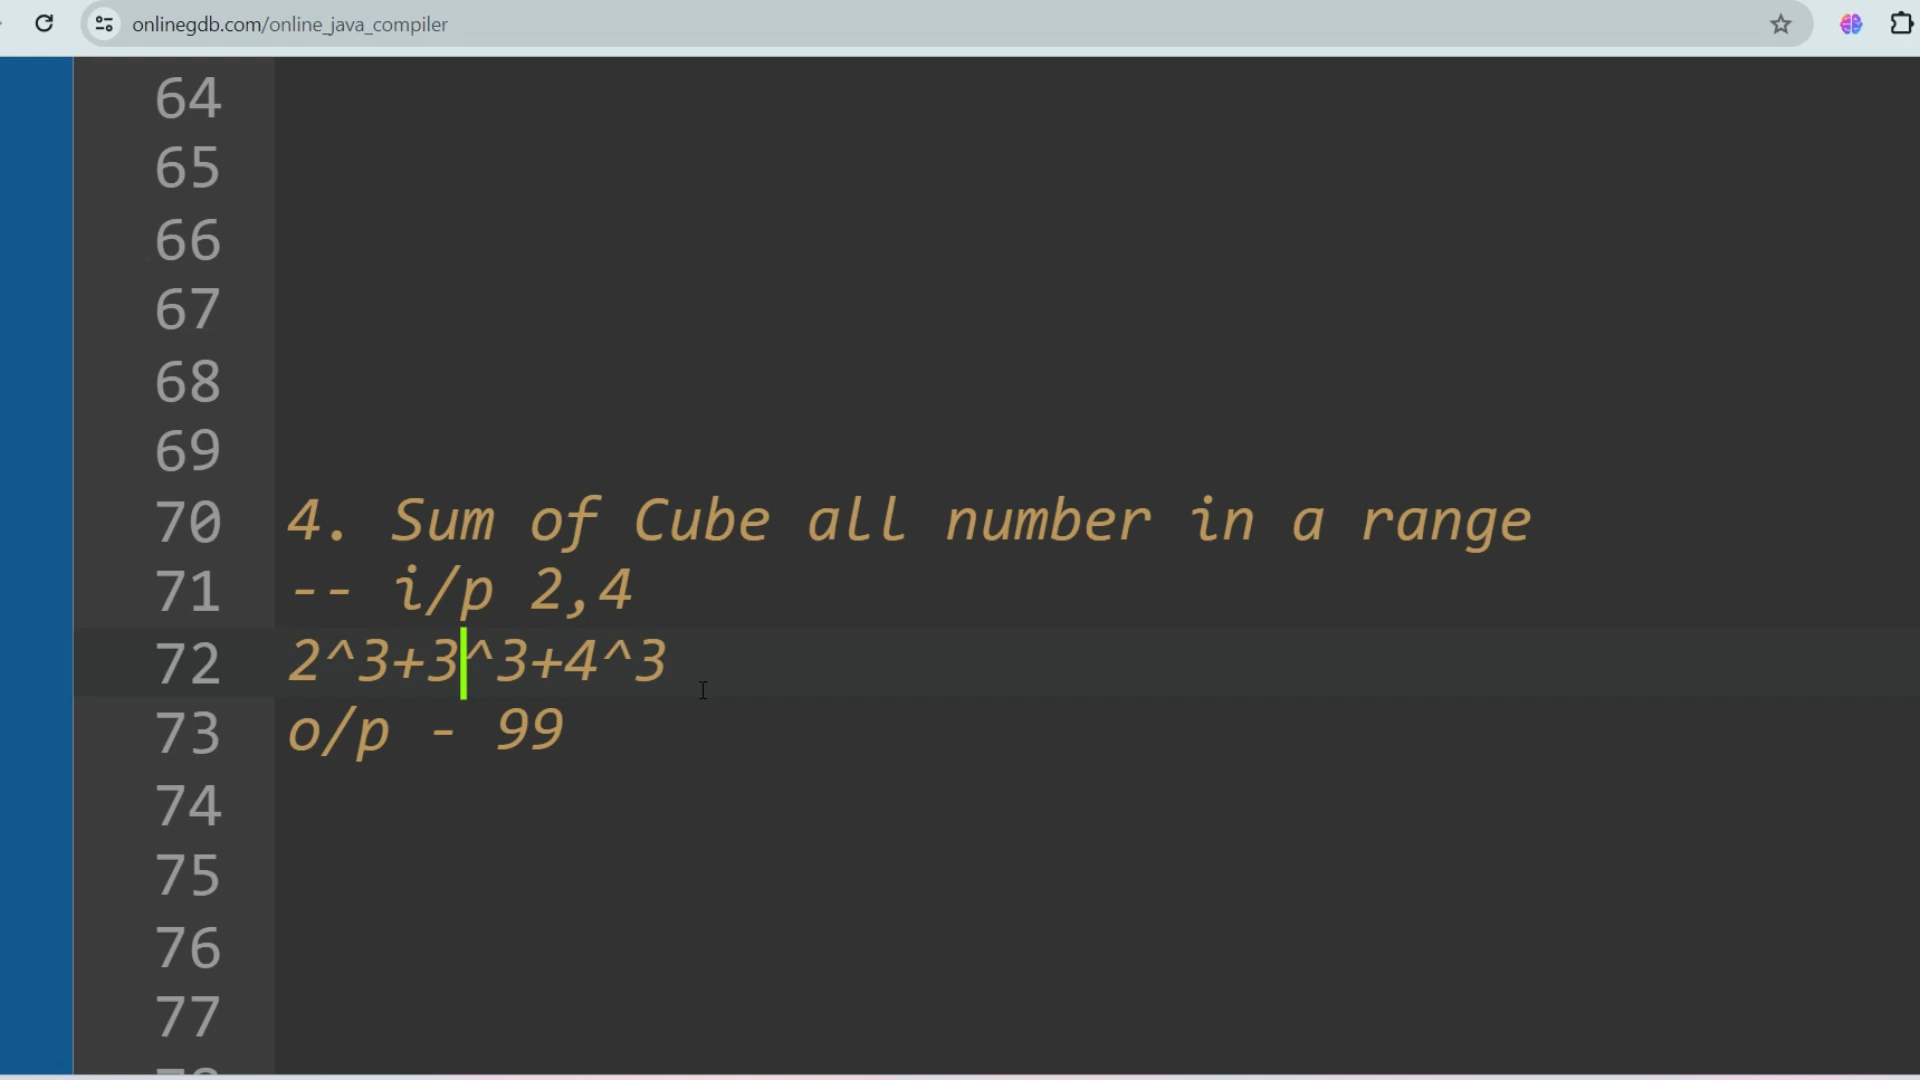 onlinegdb.com/online_java_compiler
64
65
66
67
68
69
70 4. Sum of Cube all number in a range
71 -- i/p 2,4
72 2^3+3^3+4^3
73 o/p - 99
74
75
76
77